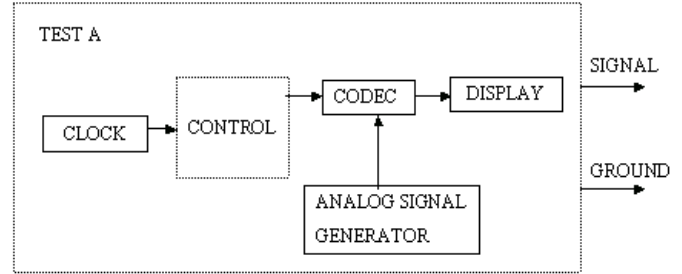 TEST A
SIGNAL
CODEC
DISPLAY
CLOCK
CONTROL
GROUND
ANALOG SIGNAL
GENERATOR